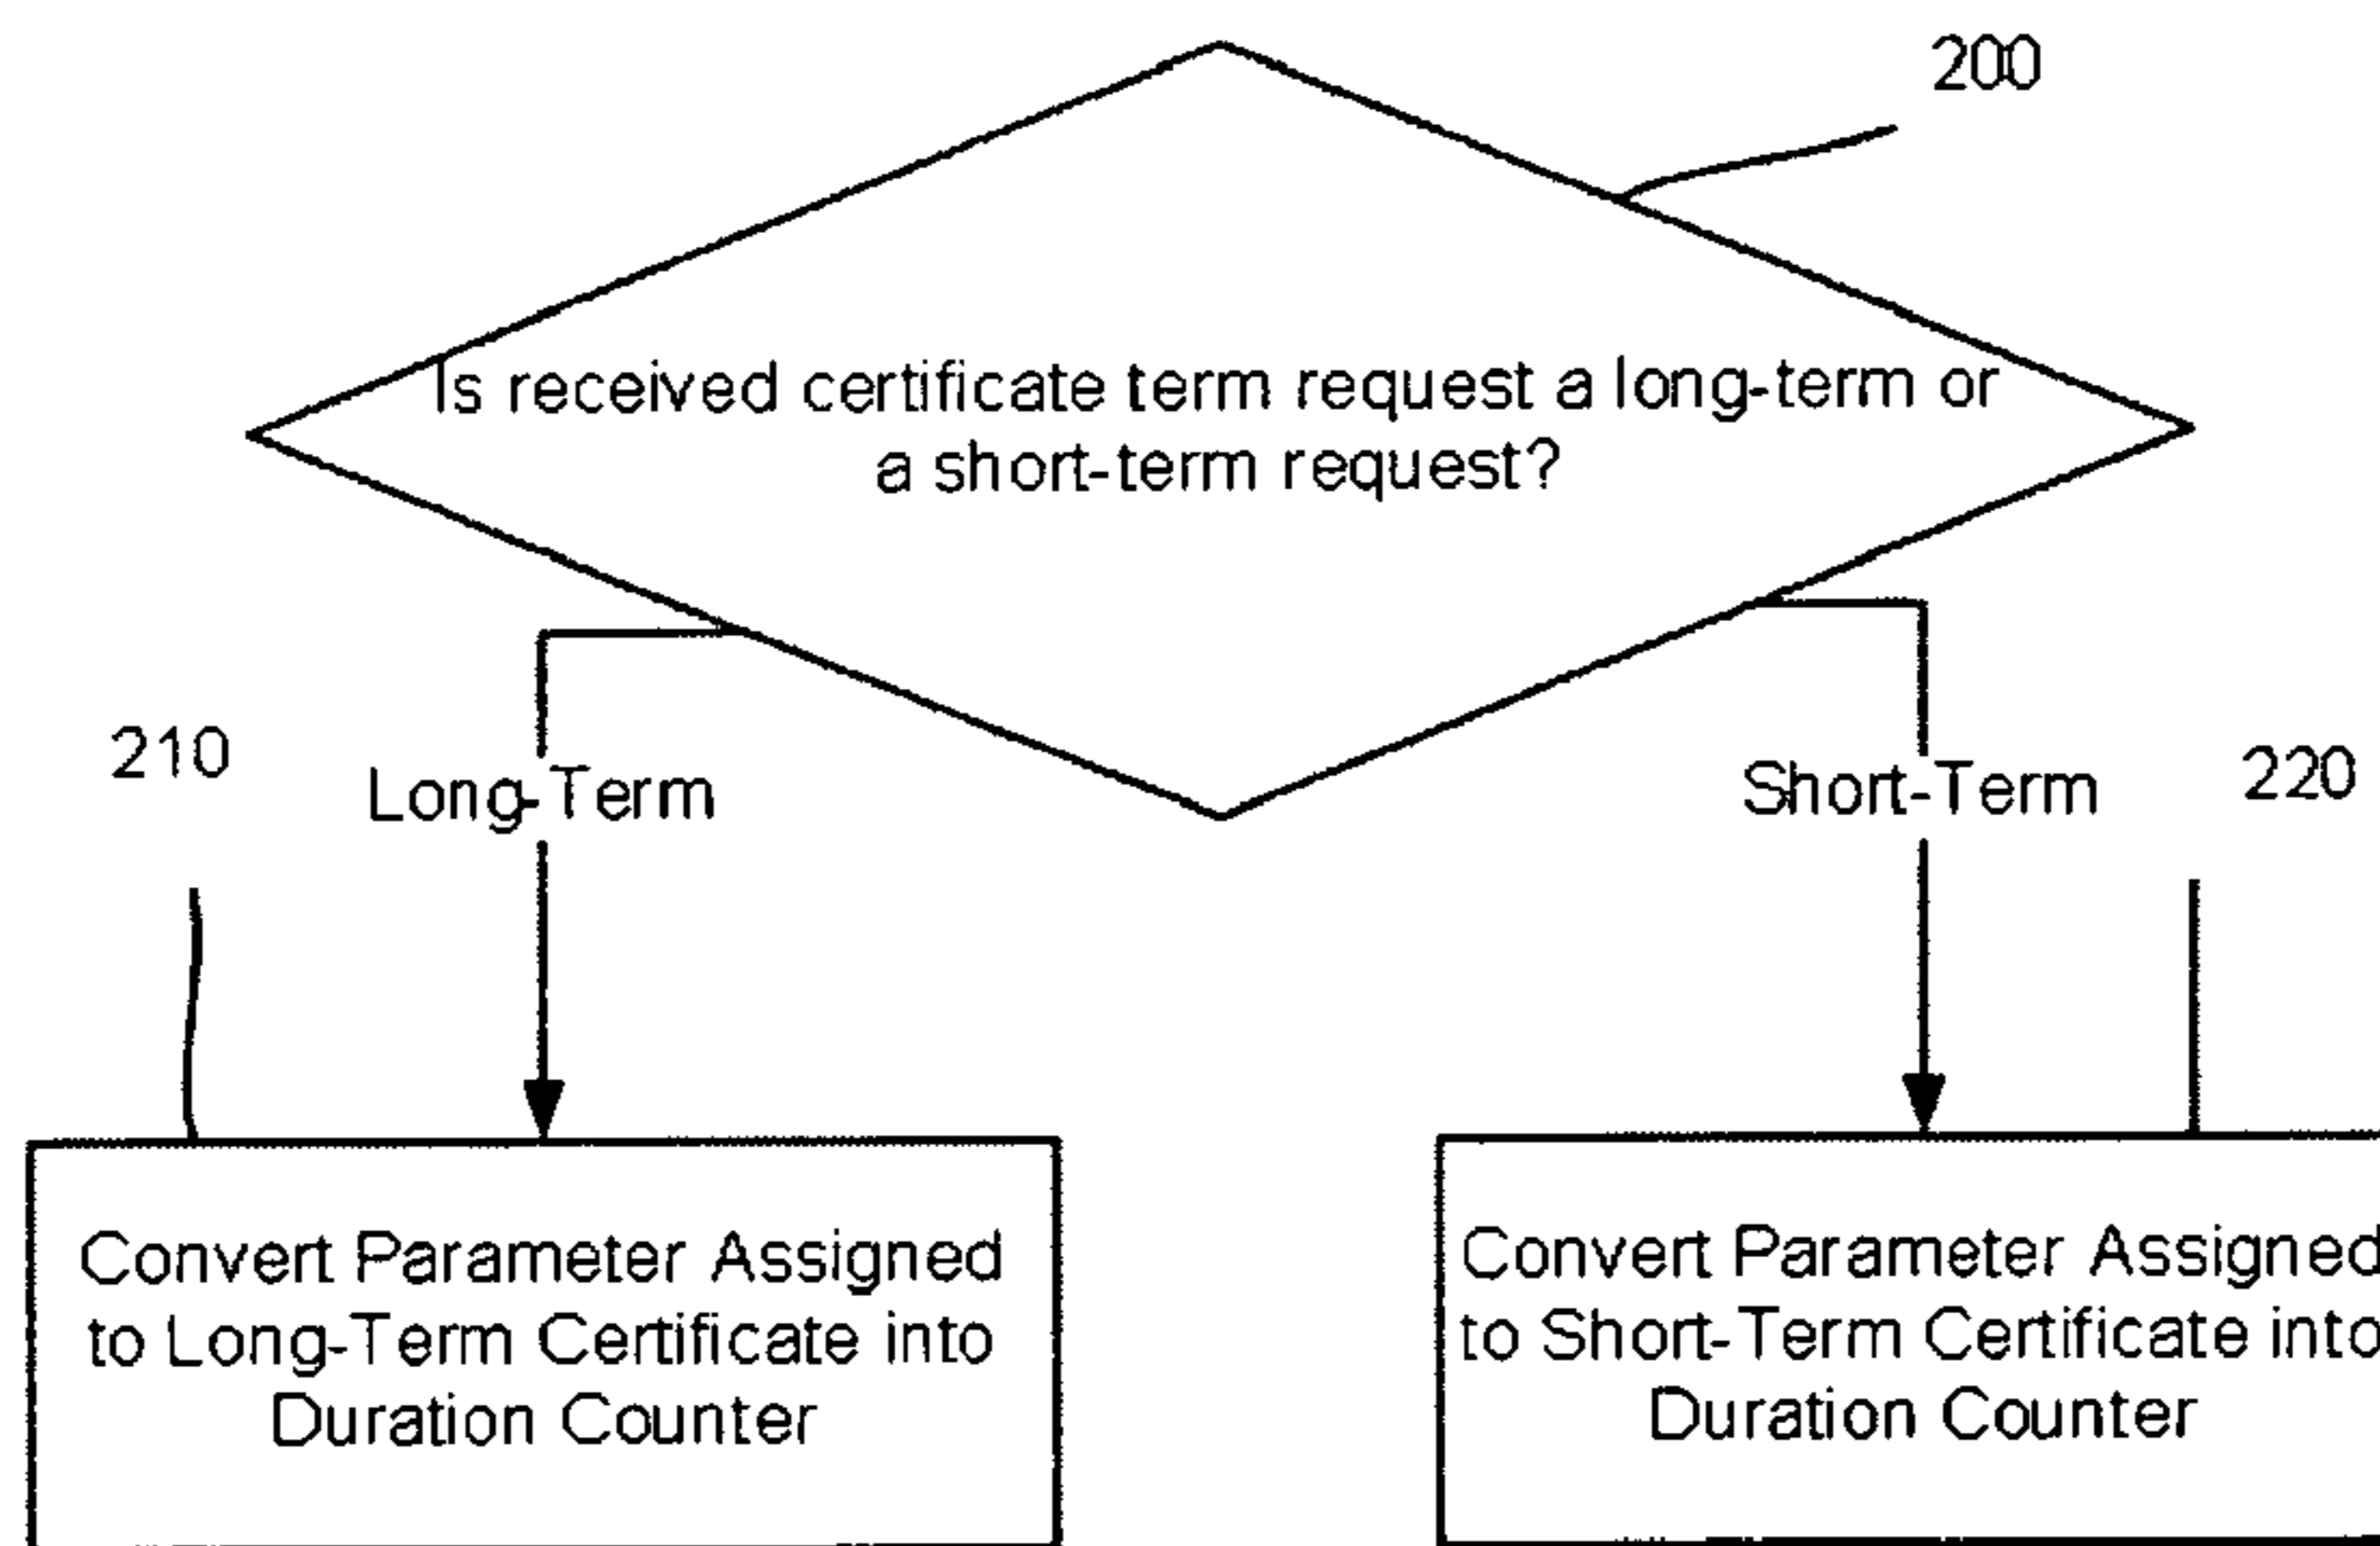 200
Is received certificate term request a long-term or
a short-term request?
210
Long-Term
Short-Term
220
Convert Parameter Assigned
to Long-Term Certificate into
Duration Counter
Convert Parameter Assigned
to Short-Term Certificate into
Duration Counter